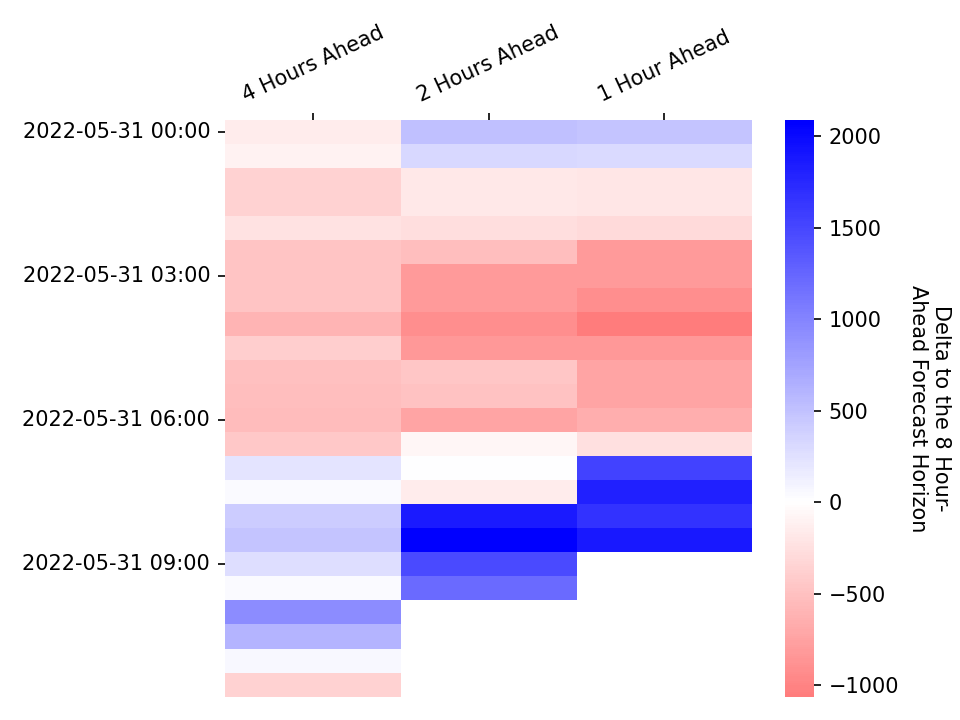 4 Hours Ahead
2 Hours Ahead
1 Hour Ahead
2022-05-31 00:00
2022-05-31 03:00
2022-05-31 06:00
2022-05-31 09:00
2000
1500
1000
500
0
−500
−1000
Delta to the 8 Hour-
Ahead Forecast Horizon